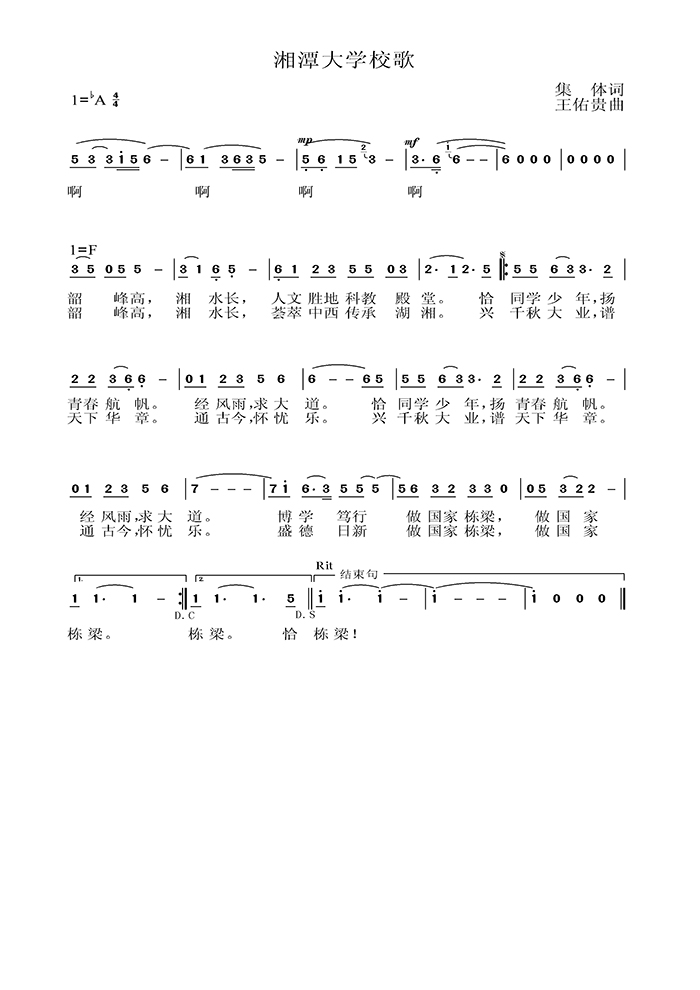 湘潭大学校歌
1=♭A 4/4
集 体词
王佑贵曲
mp mf
5 3 3 1 5 6 – | 6 1 3 6 3 5 – | 5 6 1 5 2 3 – | 3· 6 1 6 – – | 6 0 0 0 | 0 0 0 0 |
啊 啊 啊 啊
1=F
3 5 0 5 5 – | 3 1 6 5 – | 6 1 2 3 5 5 0 3 | 2· 1 2· 5 | 5 5 6 3 3· 2 |
韶 峰高， 湘 水长， 人文 胜地 科教 殿 堂。 恰 同学 少 年，扬
韶 峰高， 湘 水长， 荟萃 中西 传承 湖 湘。 兴 千秋 大 业，谱
2 2 3 6 6 – | 0 1 2 3 5 6 | 6 – – 6 5 | 5 5 6 3 3· 2 | 2 2 3 6 6 – |
青春 航 帆。 经 风雨，求 大 道。 恰 同学 少 年，扬 青春 航 帆。
天下 华 章。 通 古今，怀 忧 乐。 兴 千秋 大 业，谱 天下 华 章。
0 1 2 3 5 6 | 7 – – – | 7 1 6· 3 5 5 5 | 5 6 3 2 3 3 0 | 0 5 3 2 2 – |
经 风雨，求 大 道。 博 学 笃行 做 国家 栋梁， 做 国 家
通 古今，怀 忧 乐。 盛 德 日新 做 国家 栋梁， 做 国 家
Rit
1. 2. 结束句
1 1· 1 – :‖ 1 1· 1· 5 ‖ 1 1· 1 – | 1 – – – | 1 0 0 0 ‖
D.C D.S
栋 梁。 栋 梁。 恰 栋 梁！